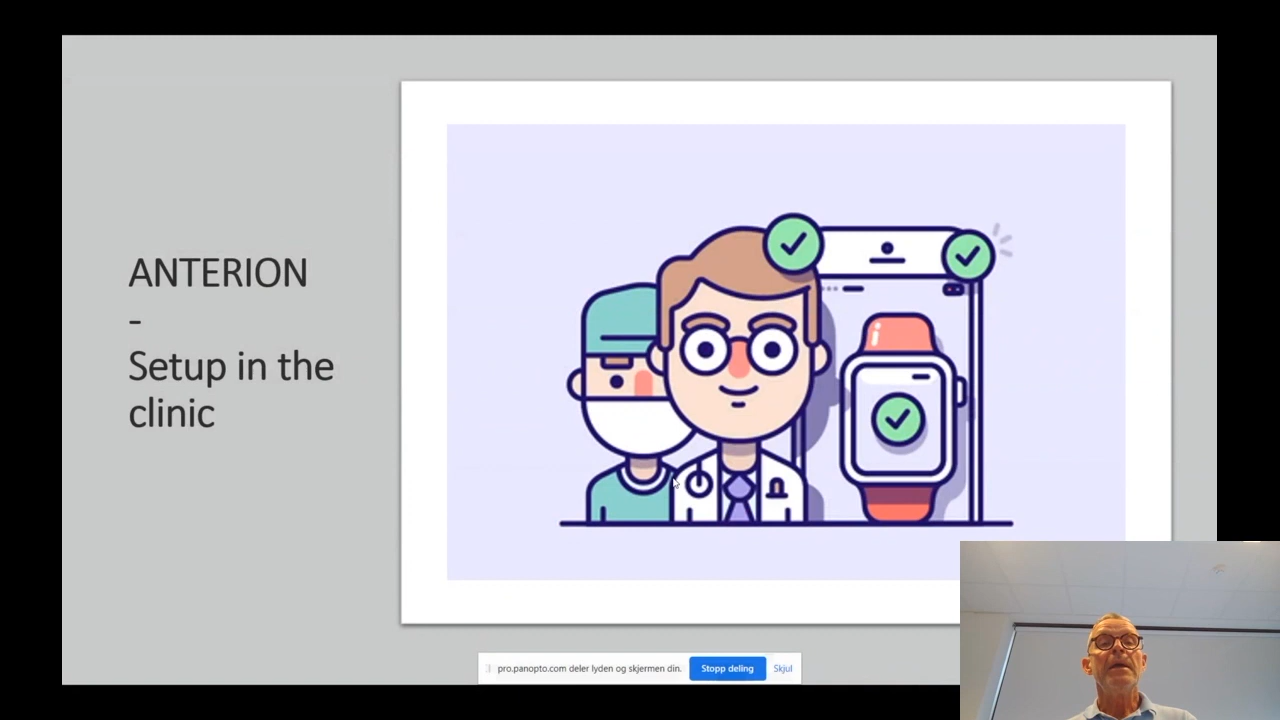 ANTERION
-
Setup in the
clinic
pro.panopto.com deler lyden og skjermen din. Stopp deling Skjul